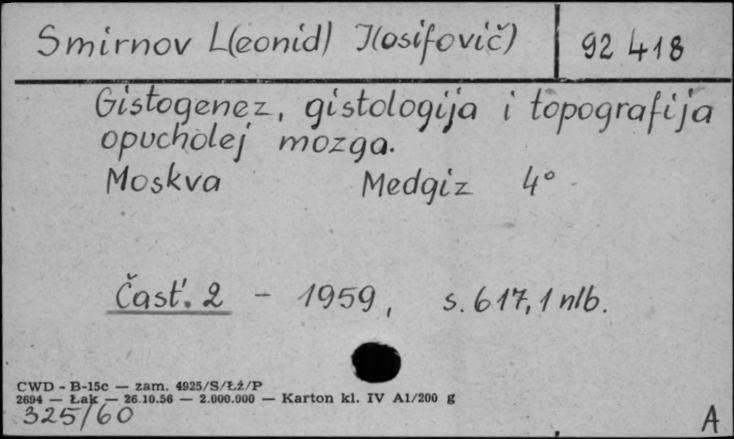 Smirnov L(eonid) I(osifovič)
92 418
Gistogenez, gistologija i topografija
opucholej mozga.
Moskva Medgiz 4°
Čast'. 2 - 1959, s. 617, 1 nlb.
CWD - B-15c — zam. 4925/S/Łż/P
2694 — Łak — 26.10.56 — 2.000.000 — Karton kl. IV A1/200 g
325/60
A